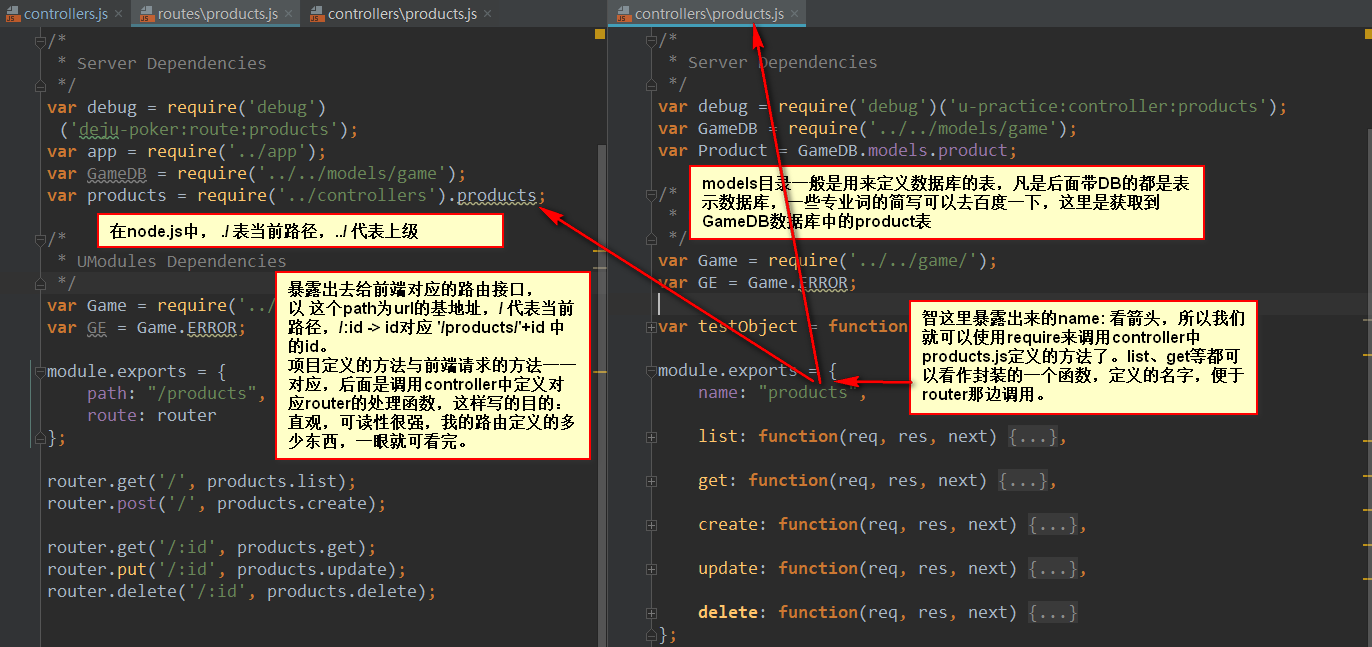 controllers.js
routes\products.js
controllers\products.js
/*
* Server Dependencies
*/
var debug = require('debug')
('deju-poker:route:products');
var app = require('../app');
var GameDB = require('../../models/game');
var products = require('../controllers').products;
在node.js中， ./ 表当前路径，../ 代表上级
/*
* UModules Dependencies
*/
var Game = require('../
var GE = Game.ERROR;
暴露出去给前端对应的路由接口，
以 这个path为url的基地址，/ 代表当前
路径，/:id -> id对应 '/products/'+id 中
的id。
项目定义的方法与前端请求的方法一一
对应，后面是调用controller中定义对
应router的处理函数，这样写的目的：
直观，可读性很强，我的路由定义的多
少东西，一眼就可看完。
module.exports = {
path: "/products",
route: router
};
router.get('/', products.list);
router.post('/', products.create);
router.get('/:id', products.get);
router.put('/:id', products.update);
router.delete('/:id', products.delete);
controllers\products.js
/*
* Server Dependencies
*/
var debug = require('debug')('u-practice:controller:products');
var GameDB = require('../../models/game');
var Product = GameDB.models.product;
models目录一般是用来定义数据库的表，凡是后面带DB的都是表
示数据库，一些专业词的简写可以去百度一下，这里是获取到
GameDB数据库中的product表
/*
*
*/
var Game = require('../../game/');
var GE = Game.ERROR;
var testObject = function
智这里暴露出来的name: 看箭头，所以我们
就可以使用require来调用controller中
products.js定义的方法了。list、get等都可
以看作封装的一个函数，定义的名字，便于
router那边调用。
module.exports = {
name: "products",
list: function(req, res, next) {...},
get: function(req, res, next) {...},
create: function(req, res, next) {...},
update: function(req, res, next) {...},
delete: function(req, res, next) {...}
};